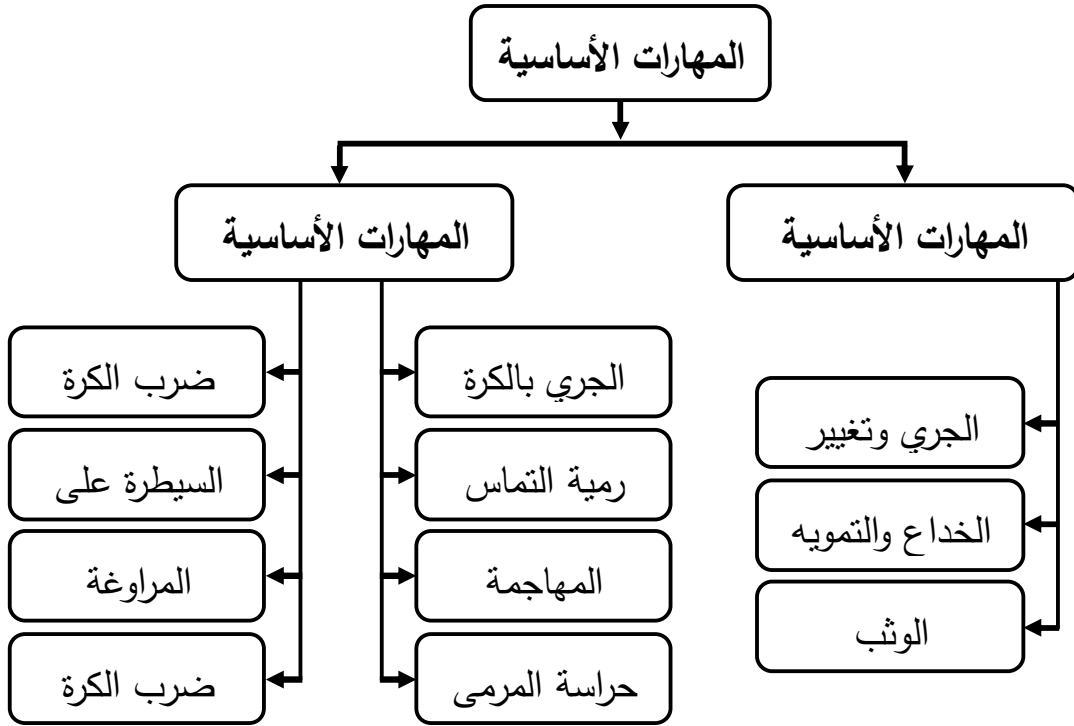 المهارات الأساسية
المهارات الأساسية
المهارات الأساسية
الجري وتغيير
الخداع والتمويه
الوثب
الجري بالكرة
رمية التماس
المهاجمة
حراسة المرمى
ضرب الكرة
السيطرة على
المراوغة
ضرب الكرة